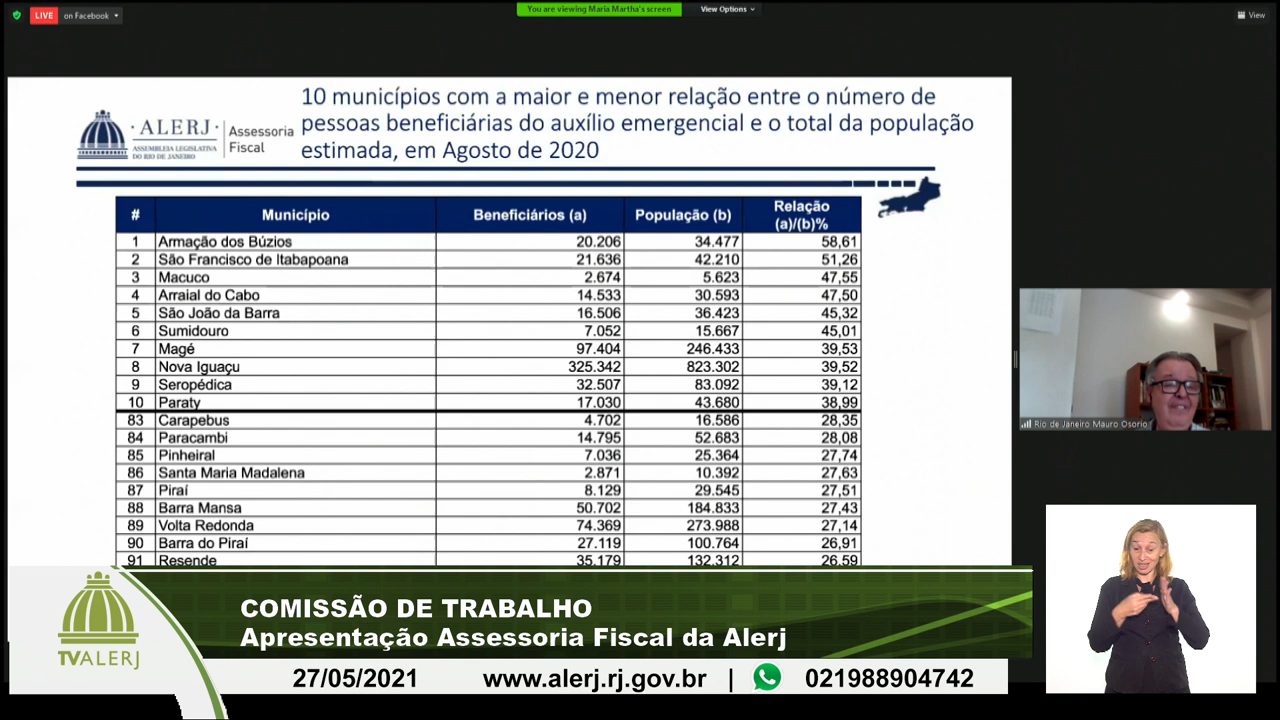 LIVE on Facebook
You are viewing Maria Martha's screen
View Options
View
10 municípios com a maior e menor relação entre o número de
pessoas beneficiárias do auxílio emergencial e o total da população
estimada, em Agosto de 2020
· ALERJ ·
ASSEMBLEIA LEGISLATIVA
DO RIO DE JANEIRO
Assessoria
Fiscal
# Município Beneficiários (a) População (b) Relação (a)/(b)%
1 Armação dos Búzios 20.206 34.477 58,61
2 São Francisco de Itabapoana 21.636 42.210 51,26
3 Macuco 2.674 5.623 47,55
4 Arraial do Cabo 14.533 30.593 47,50
5 São João da Barra 16.506 36.423 45,32
6 Sumidouro 7.052 15.667 45,01
7 Magé 97.404 246.433 39,53
8 Nova Iguaçu 325.342 823.302 39,52
9 Seropédica 32.507 83.092 39,12
10 Paraty 17.030 43.680 38,99
83 Carapebus 4.702 16.586 28,35
84 Paracambi 14.795 52.683 28,08
85 Pinheiral 7.036 25.364 27,74
86 Santa Maria Madalena 2.871 10.392 27,63
87 Piraí 8.129 29.545 27,51
88 Barra Mansa 50.702 184.833 27,43
89 Volta Redonda 74.369 273.988 27,14
90 Barra do Piraí 27.119 100.764 26,91
91 Resende 35.179 132.312 26,59
Rio de Janeiro Mauro Osorio
TVALERJ
COMISSÃO DE TRABALHO
Apresentação Assessoria Fiscal da Alerj
27/05/2021 www.alerj.rj.gov.br | 021988904742